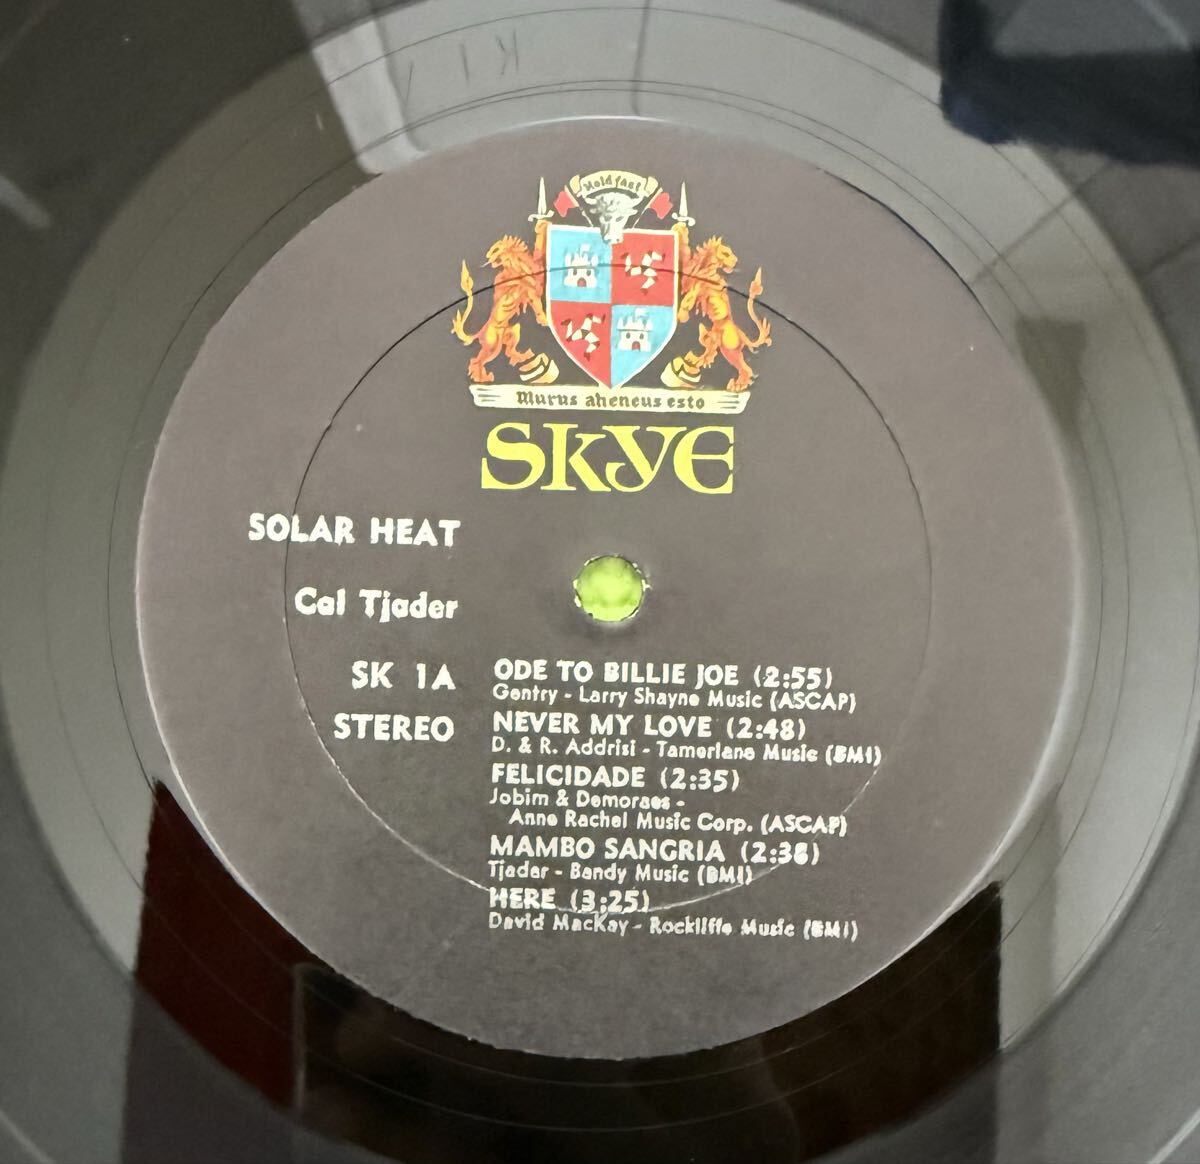 Hold fast
Murus aheneus esto
SKYE
SOLAR HEAT
Cal Tjader
SK 1A
STEREO
ODE TO BILLIE JOE (2:55)
Gentry - Larry Shayne Music (ASCAP)
NEVER MY LOVE (2:48)
D. & R. Addrisi - Tamerlane Music (BMI)
FELICIDADE (2:35)
Jobim & Demoraes -
Anne Rachel Music Corp. (ASCAP)
MAMBO SANGRIA (2:38)
Tjader - Bandy Music (BMI)
HERE (3:25)
David MacKay - Rockliffe Music (BMI)